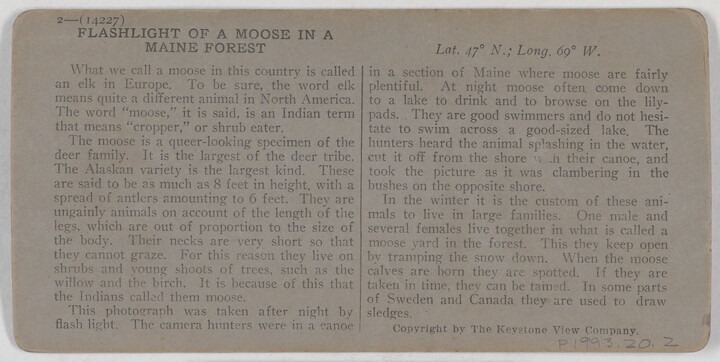 2—(14227)
FLASHLIGHT OF A MOOSE IN A
MAINE FOREST
What we call a moose in this country is called
an elk in Europe. To be sure, the word elk
means quite a different animal in North America.
The word "moose," it is said, is an Indian term
that means "cropper," or shrub eater.
The moose is a queer-looking specimen of the
deer family. It is the largest of the deer tribe.
The Alaskan variety is the largest kind. These
are said to be as much as 8 feet in height, with a
spread of antlers amounting to 6 feet. They are
ungainly animals on account of the length of the
legs, which are out of proportion to the size of
the body. Their necks are very short so that
they cannot graze. For this reason they live on
shrubs and young shoots of trees, such as the
willow and the birch. It is because of this that
the Indians called them moose.
This photograph was taken after night by
flash light. The camera hunters were in a canoe
Lat. 47° N.; Long. 69° W.
in a section of Maine where moose are fairly
plentiful. At night moose often come down
to a lake to drink and to browse on the lily-
pads. They are good swimmers and do not hesi-
tate to swim across a good-sized lake. The
hunters heard the animal splashing in the water,
cut it off from the shore with their canoe, and
took the picture as it was clambering in the
bushes on the opposite shore.
In the winter it is the custom of these ani-
mals to live in large families. One male and
several females live together in what is called a
moose yard in the forest. This they keep open
by tramping the snow down. When the moose
calves are born they are spotted. If they are
taken in time, they can be tamed. In some parts
of Sweden and Canada they are used to draw
sledges.
Copyright by The Keystone View Company.
P1993.20.2